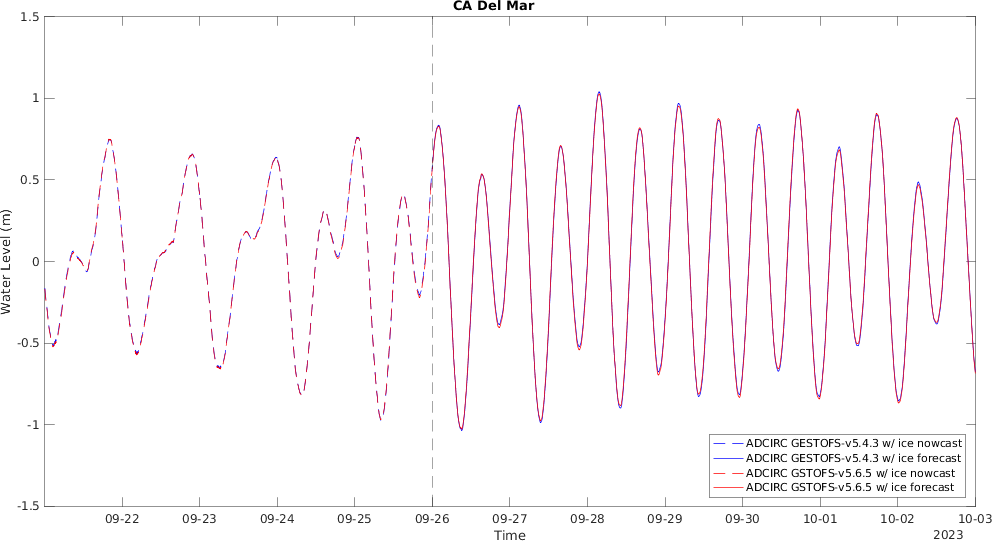 CA Del Mar
1.5
1
0.5
0
-0.5
-1
-1.5
Water Level (m)
09-22 09-23 09-24 09-25 09-26 09-27 09-28 09-29 09-30 10-01 10-02 10-03
Time
2023
ADCIRC GESTOFS-v5.4.3 w/ ice nowcast
ADCIRC GESTOFS-v5.4.3 w/ ice forecast
ADCIRC GSTOFS-v5.6.5 w/ ice nowcast
ADCIRC GSTOFS-v5.6.5 w/ ice forecast